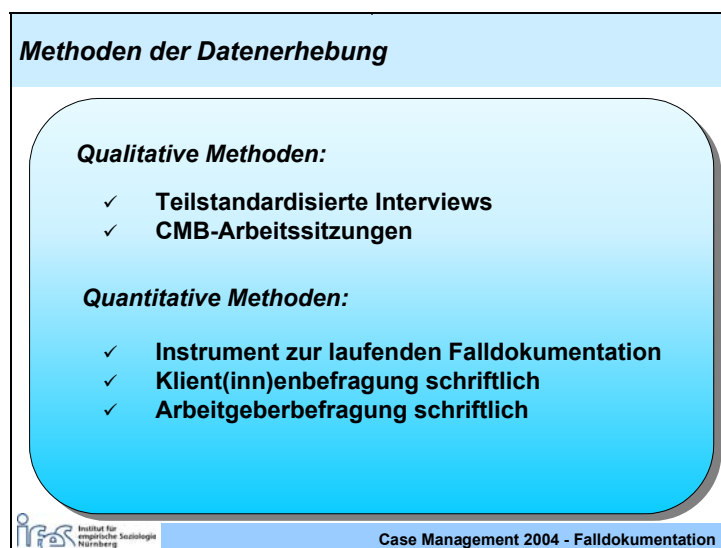 Methoden der Datenerhebung
Qualitative Methoden:
✓ Teilstandardisierte Interviews
✓ CMB-Arbeitssitzungen
Quantitative Methoden:
✓ Instrument zur laufenden Falldokumentation
✓ Klient(inn)enbefragung schriftlich
✓ Arbeitgeberbefragung schriftlich
ifes
Institut für
empirische Soziologie
Nürnberg
Case Management 2004 - Falldokumentation